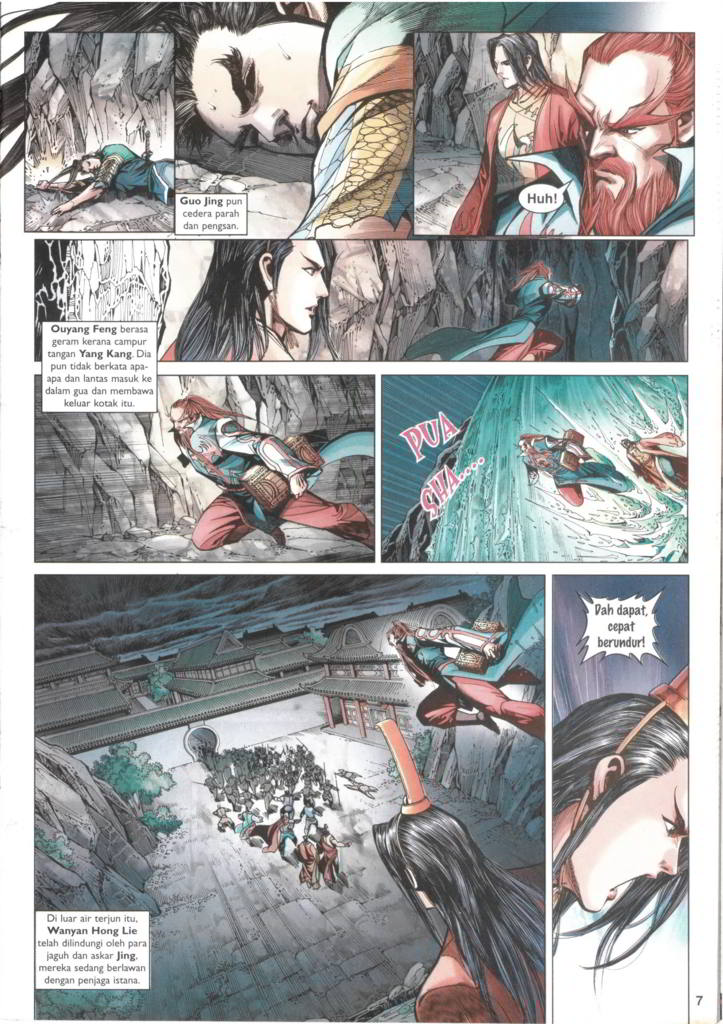 Guo Jing pun
cedera parah
dan pengsan.
Huh!
Ouyang Feng berasa
geram kerana campur
tangan Yang Kang. Dia
pun tidak berkata apa-
apa dan lantas masuk ke
dalam gua dan membawa
keluar kotak itu.
PUA
CHA....
Dah dapat,
cepat
berundur!
Di luar air terjun itu,
Wanyan Hong Lie
telah dilindungi oleh para
jaguh dan askar Jing,
mereka sedang berlawan
dengan penjaga istana.
7